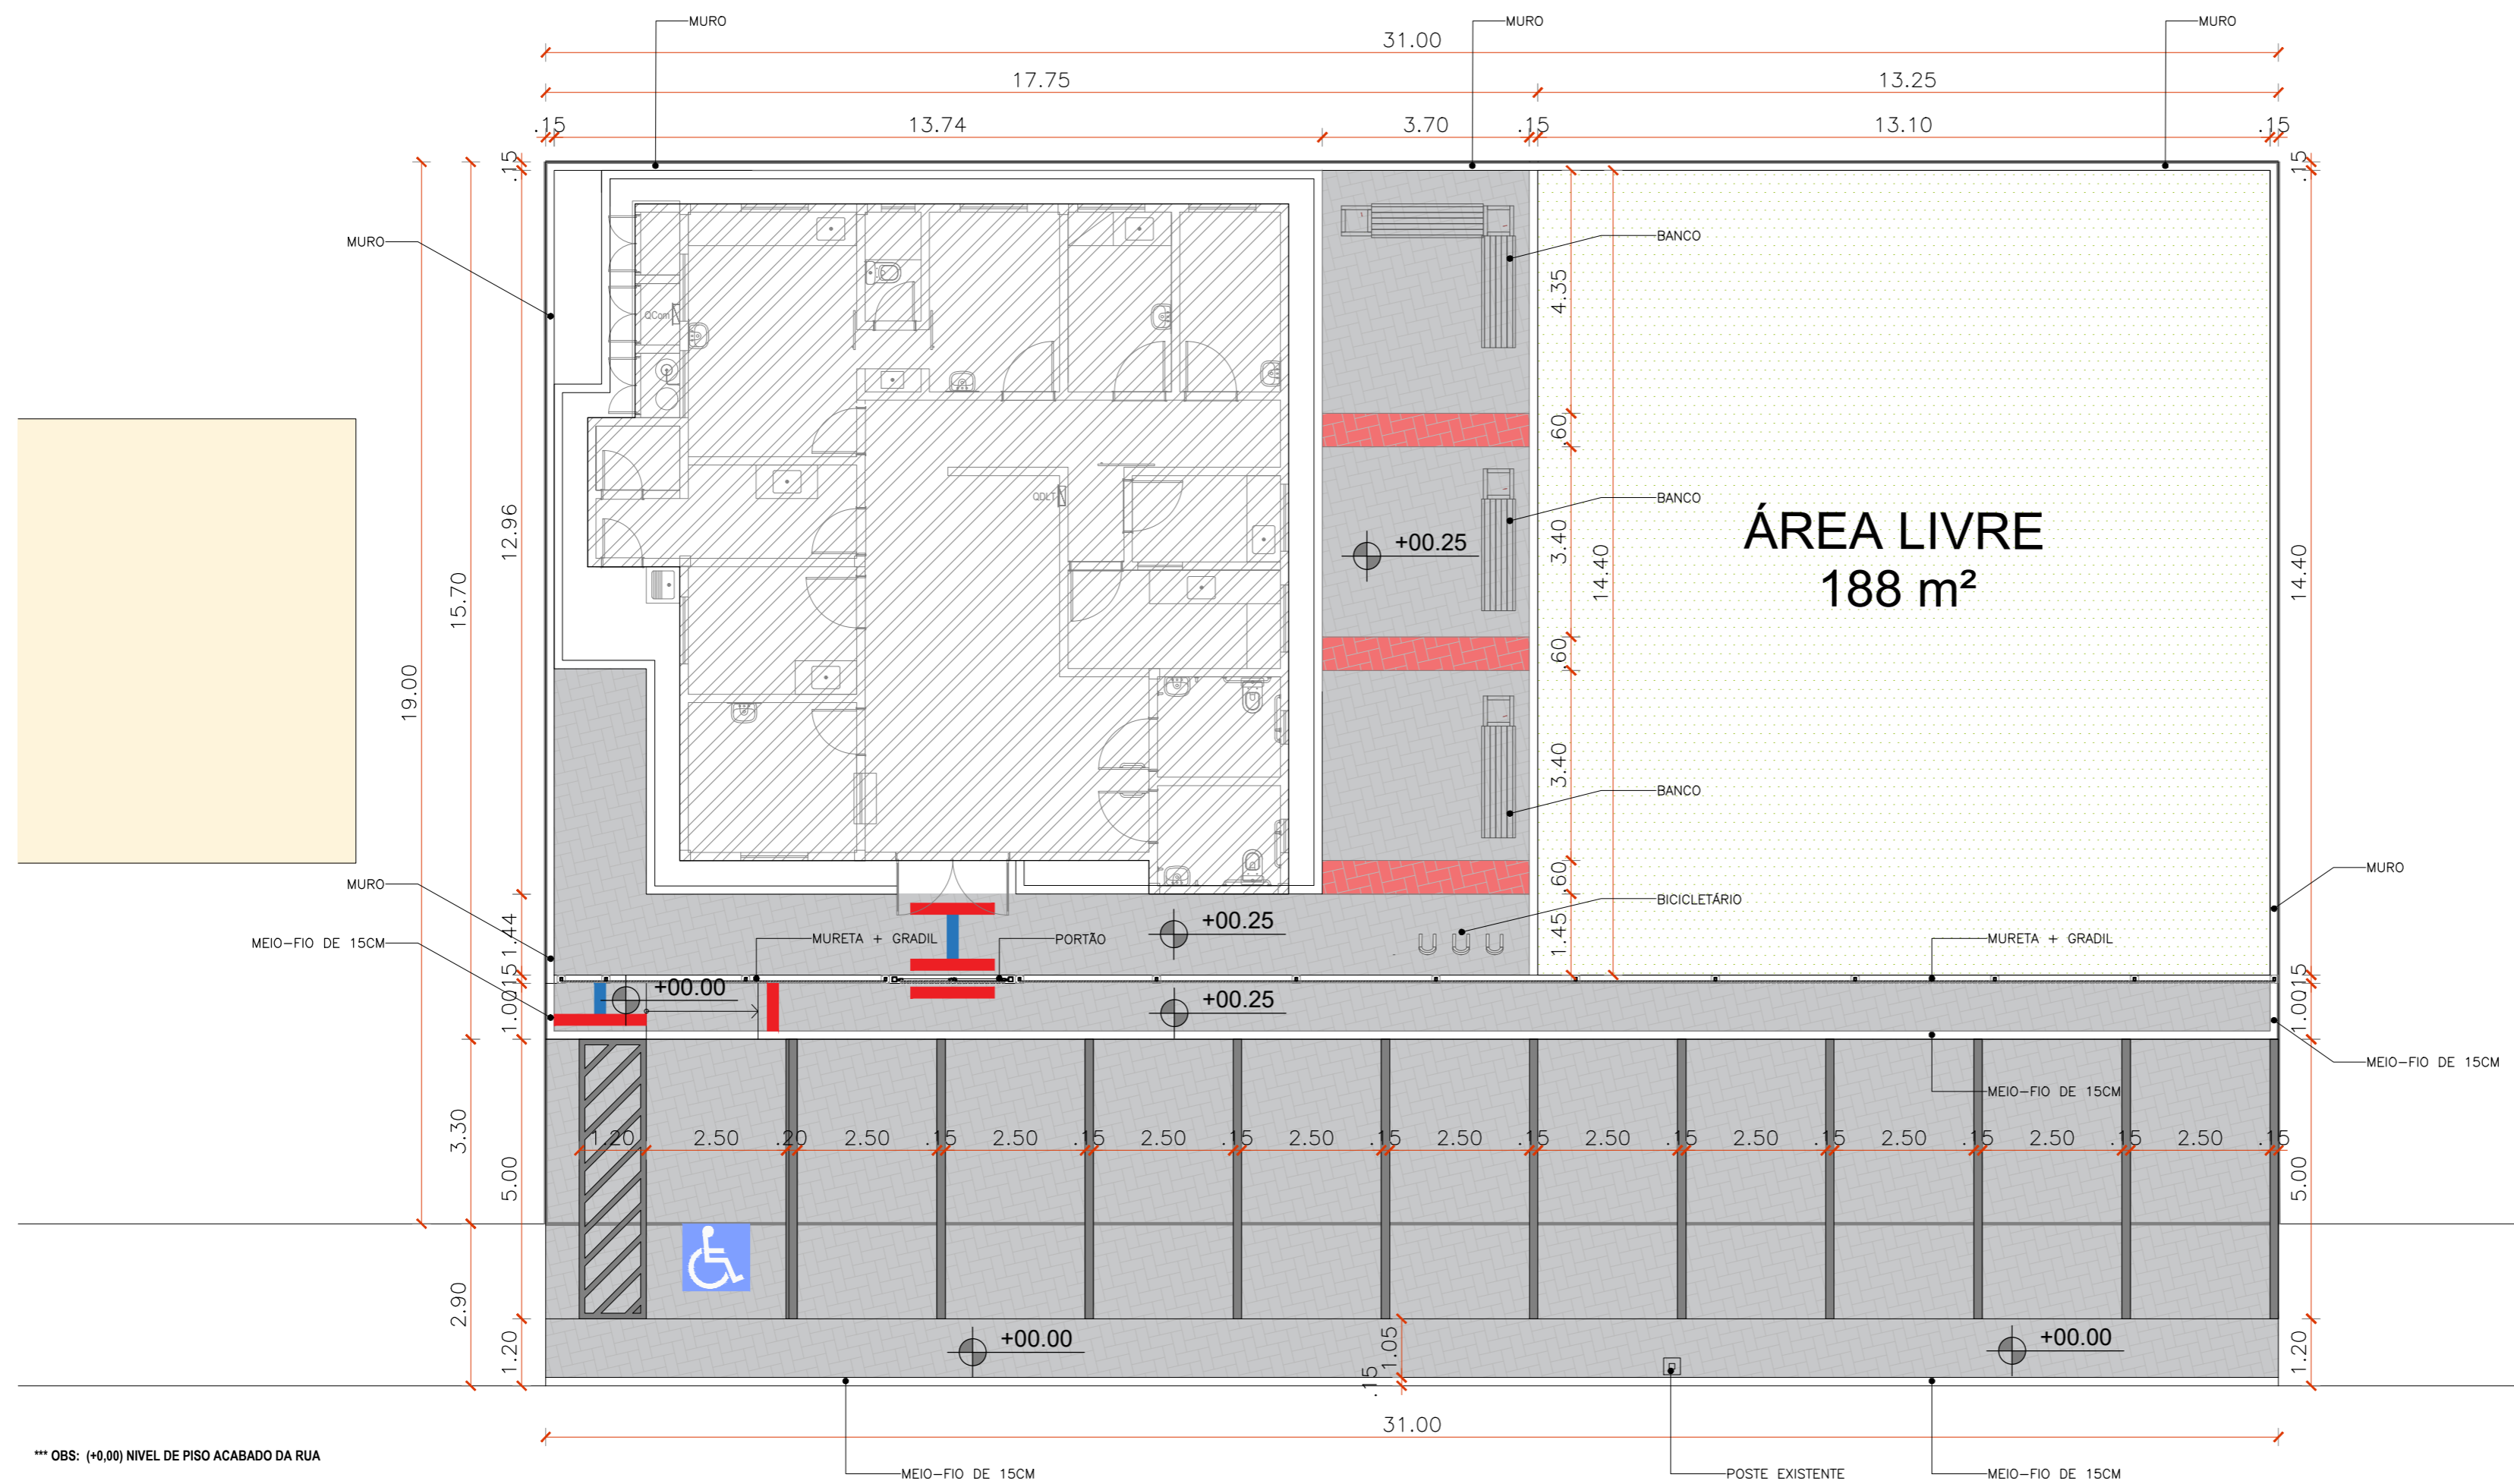 MURO
MURO
MURO
31.00
17.75
13.25
.15
13.74
3.70
.15
13.10
.15
.15
.15
MURO
BANCO
QCom
4.35
.60
BANCO
QDLT
12.96
+00.25
3.40
14.40
ÁREA LIVRE
188 m²
14.40
15.70
19.00
.60
3.40
BANCO
.60
MURO
MURO
BICICLETÁRIO
1.44
+00.25
1.45
MEIO-FIO DE 15CM
MURETA + GRADIL
PORTÃO
MURETA + GRADIL
.15
.15
+00.00
+00.25
1.00
1.00
MEIO-FIO DE 15CM
MEIO-FIO DE 15CM
3.30
5.00
1.20
2.50
.20
2.50
.15
2.50
.15
2.50
.15
2.50
.15
2.50
.15
2.50
.15
2.50
.15
2.50
.15
2.50
.15
2.50
.15
5.00
2.90
1.20
+00.00
1.05
.15
+00.00
1.20
31.00
*** OBS: (+0,00) NIVEL DE PISO ACABADO DA RUA
MEIO-FIO DE 15CM
POSTE EXISTENTE
MEIO-FIO DE 15CM